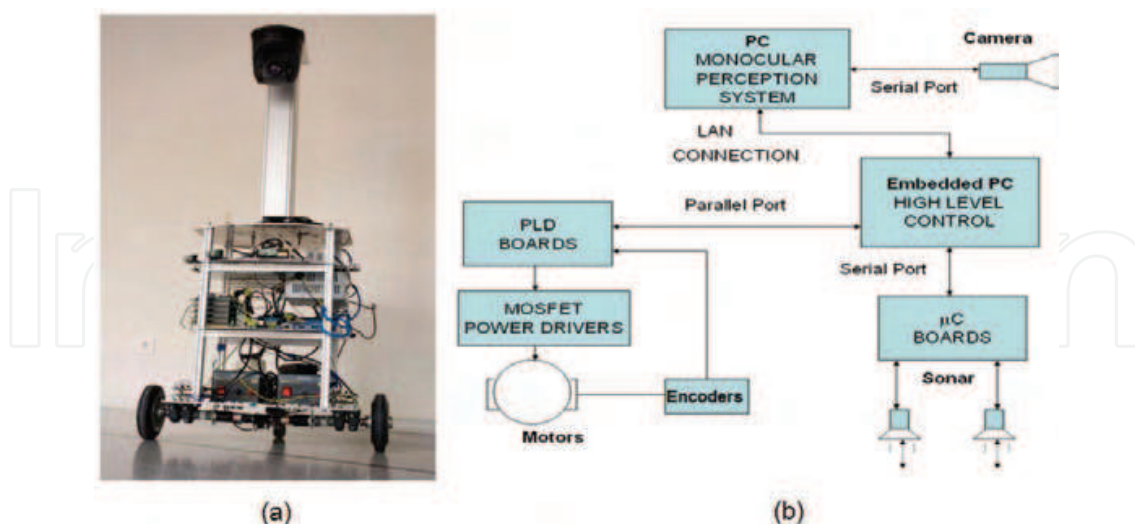 PC
MONOCULAR
PERCEPTION
SYSTEM
Camera
Serial Port
LAN
CONNECTION
Embedded PC
HIGH LEVEL
CONTROL
Parallel Port
PLD
BOARDS
Serial Port
MOSFET
POWER DRIVERS
µC
BOARDS
Sonar
Encoders
Motors
(a)
(b)